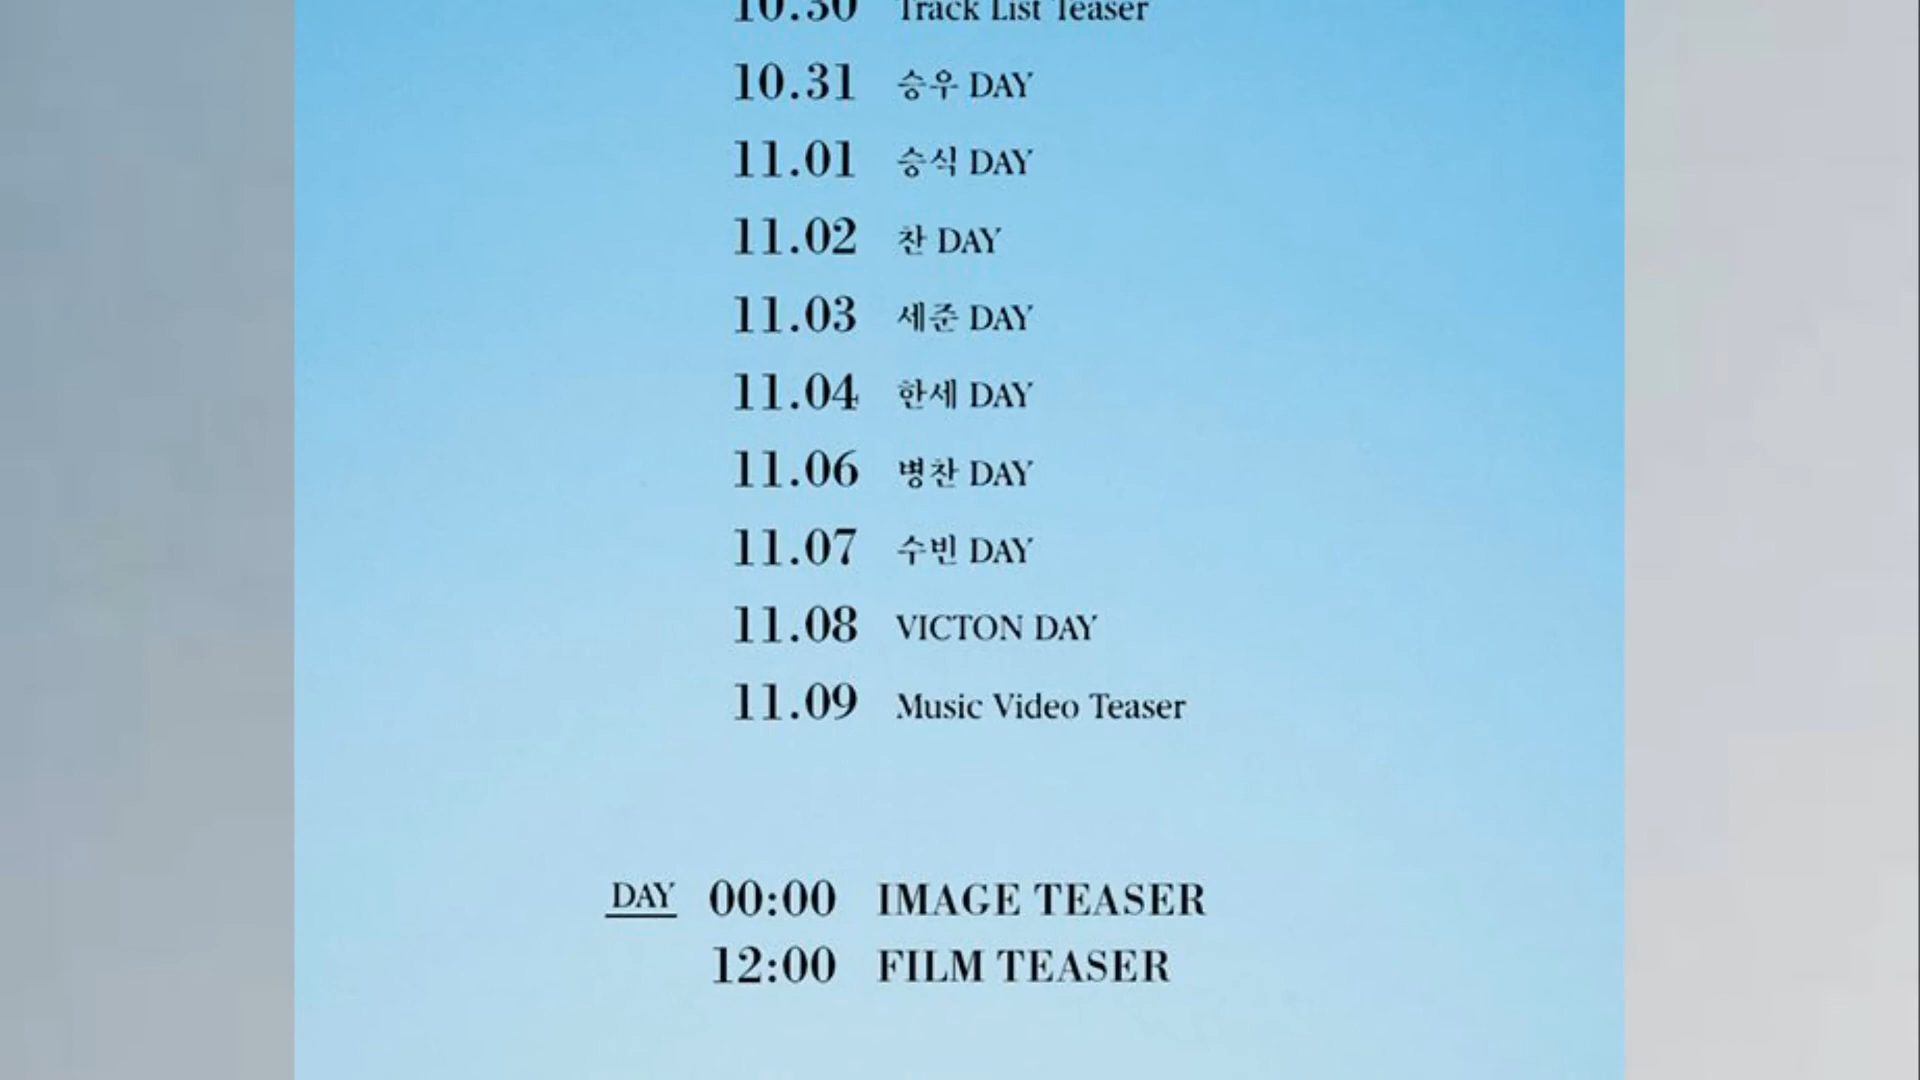 10.30 Track List Teaser
10.31 승우 DAY
11.01 승식 DAY
11.02 찬 DAY
11.03 세준 DAY
11.04 한세 DAY
11.06 병찬 DAY
11.07 수빈 DAY
11.08 VICTON DAY
11.09 Music Video Teaser
DAY 00:00 IMAGE TEASER
12:00 FILM TEASER